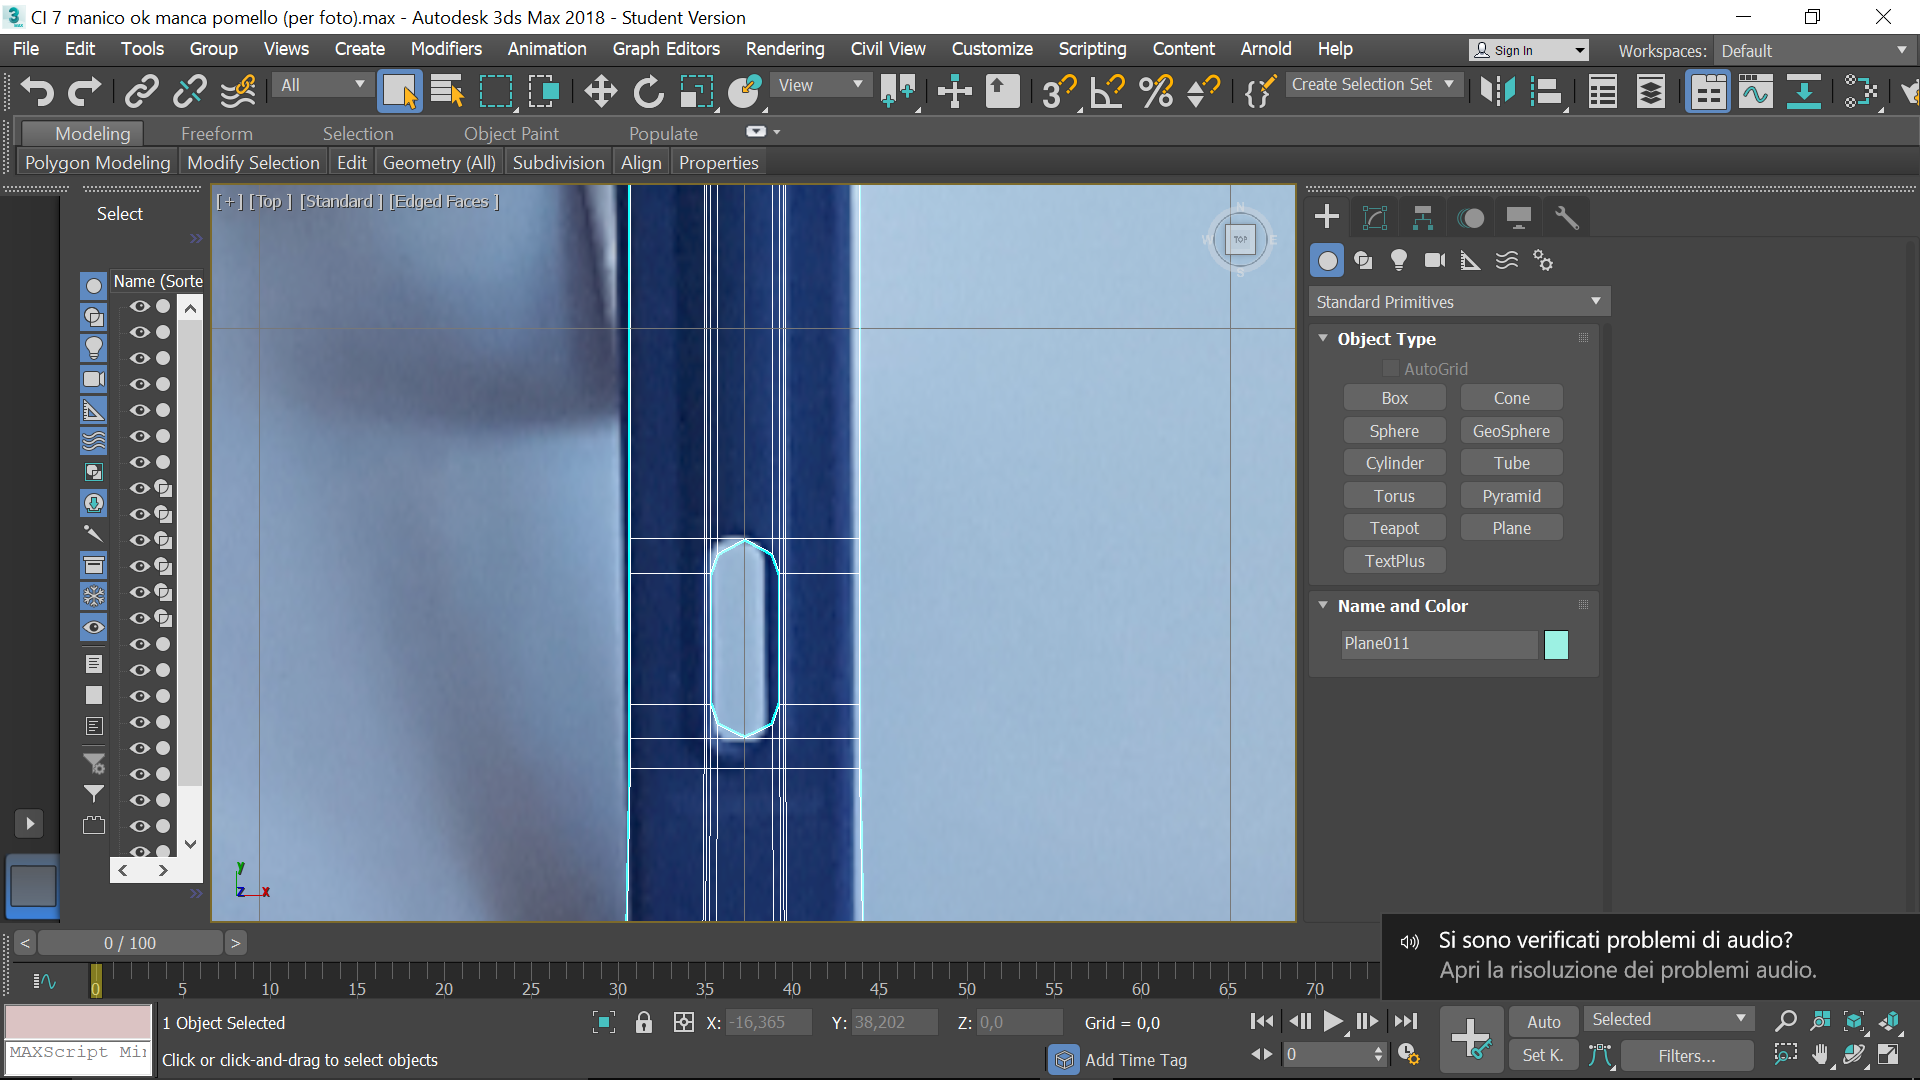 CI 7 manico ok manca pomello (per foto).max - Autodesk 3ds Max 2018 - Student Version
File Edit Tools Group Views Create Modifiers Animation Graph Editors Rendering Civil View Customize Scripting Content Arnold Help
Sign In
Workspaces: Default
All
View
Create Selection Set
Modeling Freeform Selection Object Paint Populate
Polygon Modeling Modify Selection Edit Geometry (All) Subdivision Align Properties
Select
Name (Sorte
[+] [Top ] [Standard ] [Edged Faces ]
N
W TOP E
S
y
z x
Standard Primitives
Object Type
AutoGrid
Box Cone
Sphere GeoSphere
Cylinder Tube
Torus Pyramid
Teapot Plane
TextPlus
Name and Color
Plane011
Si sono verificati problemi di audio?
Apri la risoluzione dei problemi audio.
< 0 / 100 >
0 5 10 15 20 25 30 35 40 45 50 55 60 65 70
1 Object Selected
X: -16,365 Y: 38,202 Z: 0,0 Grid = 0,0
MAXScript Mi
Click or click-and-drag to select objects
Add Time Tag
0
Auto Selected
Set K. Filters...